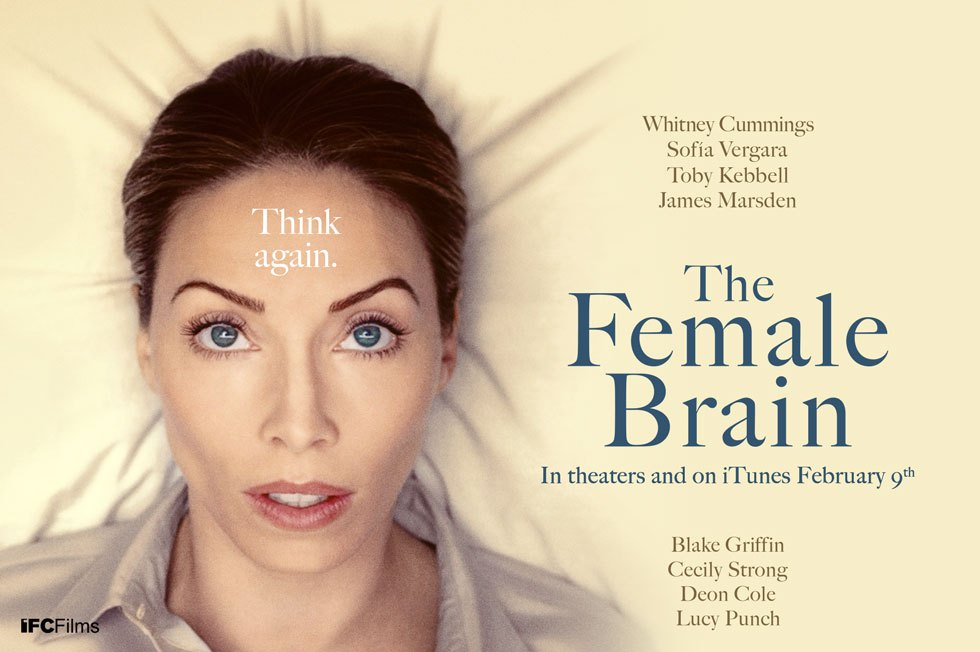 Think
again.
Whitney Cummings
Sofía Vergara
Toby Kebbell
James Marsden
The
Female
Brain
In theaters and on iTunes February 9th
Blake Griffin
Cecily Strong
Deon Cole
Lucy Punch
IFCFilms